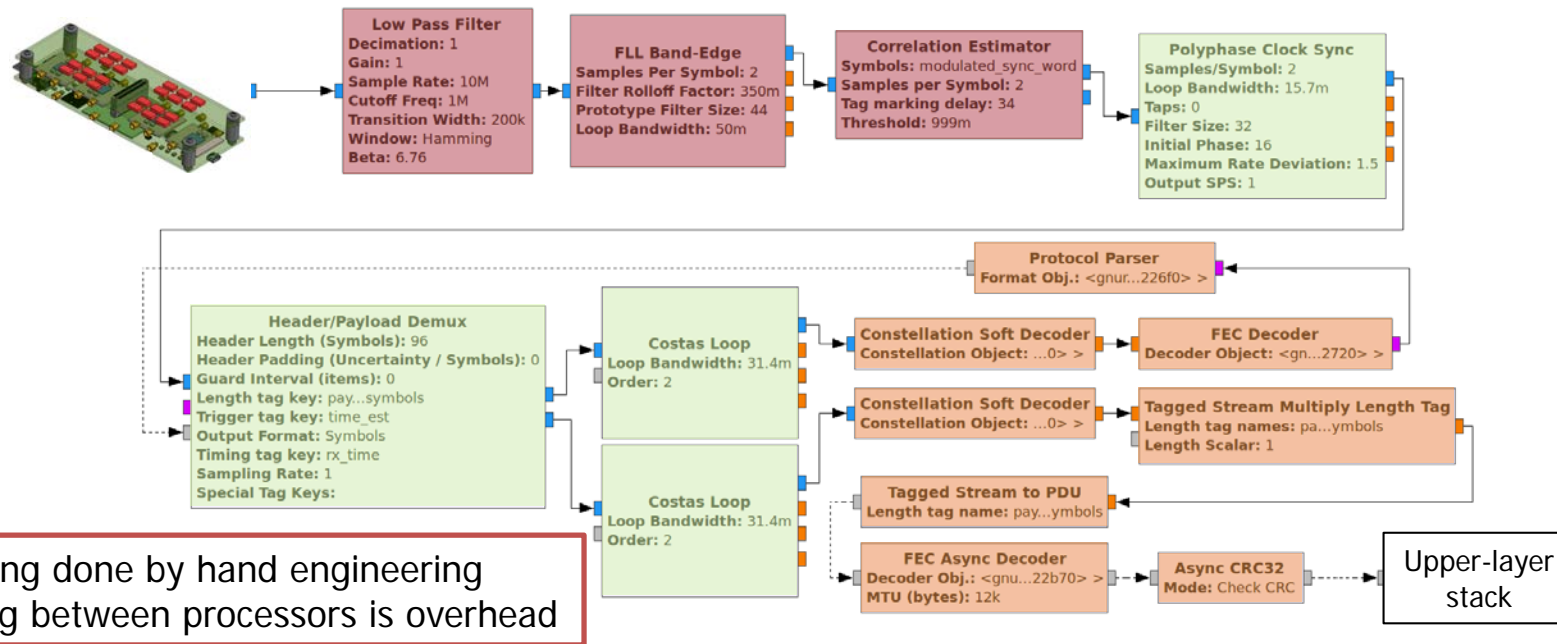 Low Pass Filter
Decimation: 1
Gain: 1
Sample Rate: 10M
Cutoff Freq: 1M
Transition Width: 200k
Window: Hamming
Beta: 6.76
FLL Band-Edge
Samples Per Symbol: 2
Filter Rolloff Factor: 350m
Prototype Filter Size: 44
Loop Bandwidth: 50m
Correlation Estimator
Symbols: modulated_sync_word
Samples per Symbol: 2
Tag marking delay: 34
Threshold: 999m
Polyphase Clock Sync
Samples/Symbol: 2
Loop Bandwidth: 15.7m
Taps: 0
Filter Size: 32
Initial Phase: 16
Maximum Rate Deviation: 1.5
Output SPS: 1
Protocol Parser
Format Obj.: <gnur...226f0> >
Header/Payload Demux
Header Length (Symbols): 96
Header Padding (Uncertainty / Symbols): 0
Guard Interval (items): 0
Length tag key: pay...symbols
Trigger tag key: time_est
Output Format: Symbols
Timing tag key: rx_time
Sampling Rate: 1
Special Tag Keys:
Costas Loop
Loop Bandwidth: 31.4m
Order: 2
Constellation Soft Decoder
Constellation Object: ...0> >
FEC Decoder
Decoder Object: <gn...2720> >
Costas Loop
Loop Bandwidth: 31.4m
Order: 2
Constellation Soft Decoder
Constellation Object: ...0> >
Tagged Stream Multiply Length Tag
Length tag names: pa...ymbols
Length Scalar: 1
Tagged Stream to PDU
Length tag name: pay...ymbols
FEC Async Decoder
Decoder Obj.: <gnu...22b70> >
MTU (bytes): 12k
Async CRC32
Mode: Check CRC
Upper-layer
stack
ng done by hand engineering
g between processors is overhead